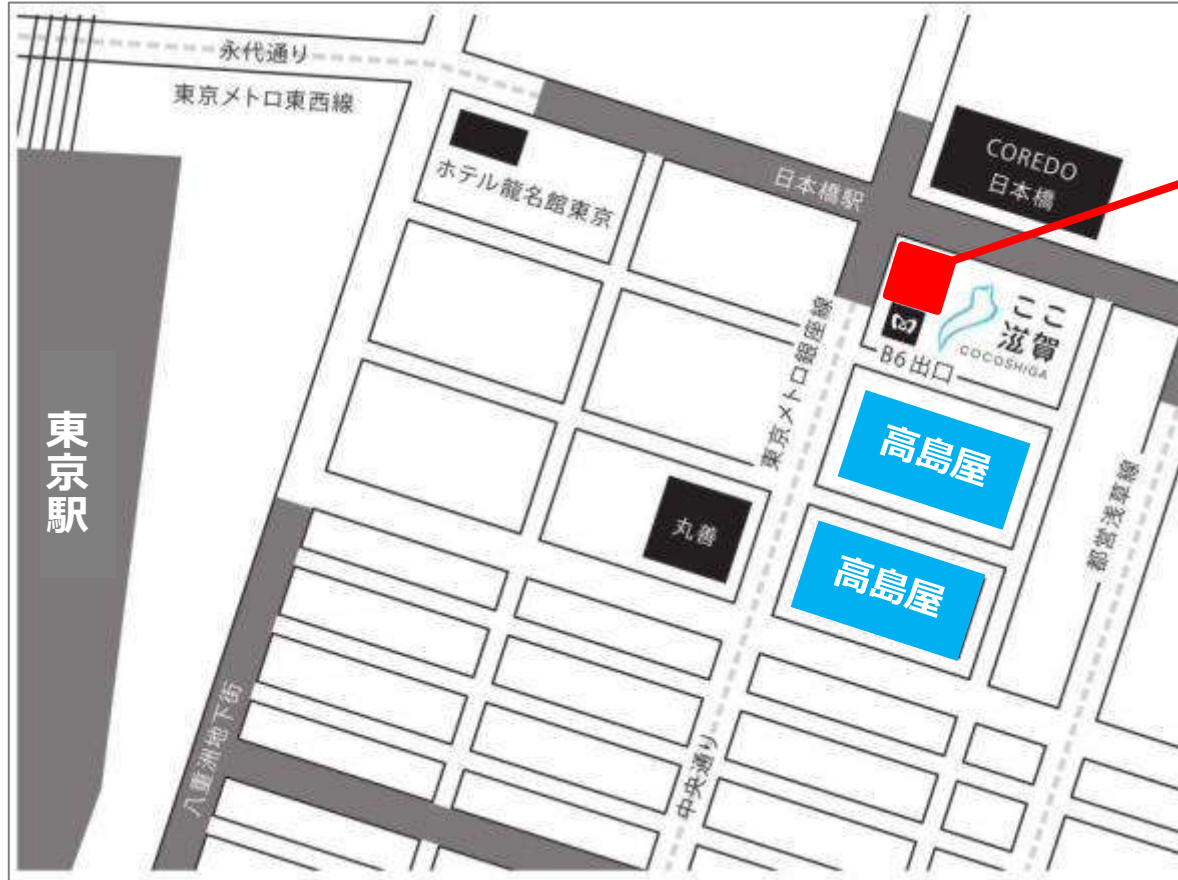 永代通り
東京メトロ東西線
ホテル龍名館東京
日本橋駅
COREDO
日本橋
ここ
滋賀
COCOSHIGA
B6出口
東京メトロ銀座線
高島屋
東京駅
丸善
高島屋
都営浅草線
八重洲地下街
中央通り